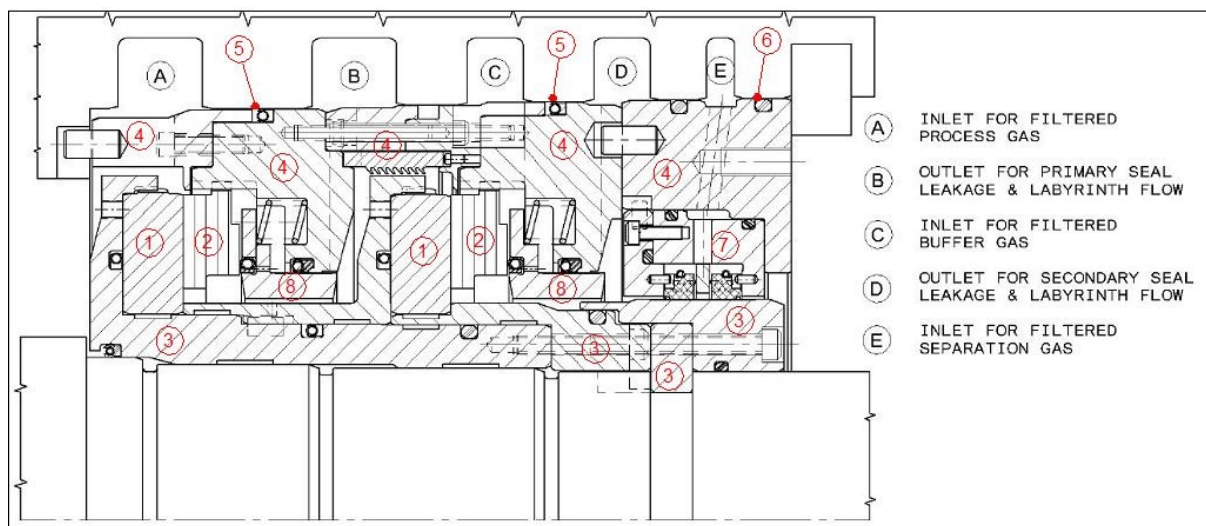 5
5
6
A
B
C
D
E
4
4
4
4
4
1
2
1
2
7
8
8
3
3
3
3
A INLET FOR FILTERED
PROCESS GAS
B OUTLET FOR PRIMARY SEAL
LEAKAGE & LABYRINTH FLOW
C INLET FOR FILTERED
BUFFER GAS
D OUTLET FOR SECONDARY SEAL
LEAKAGE & LABYRINTH FLOW
E INLET FOR FILTERED
SEPARATION GAS